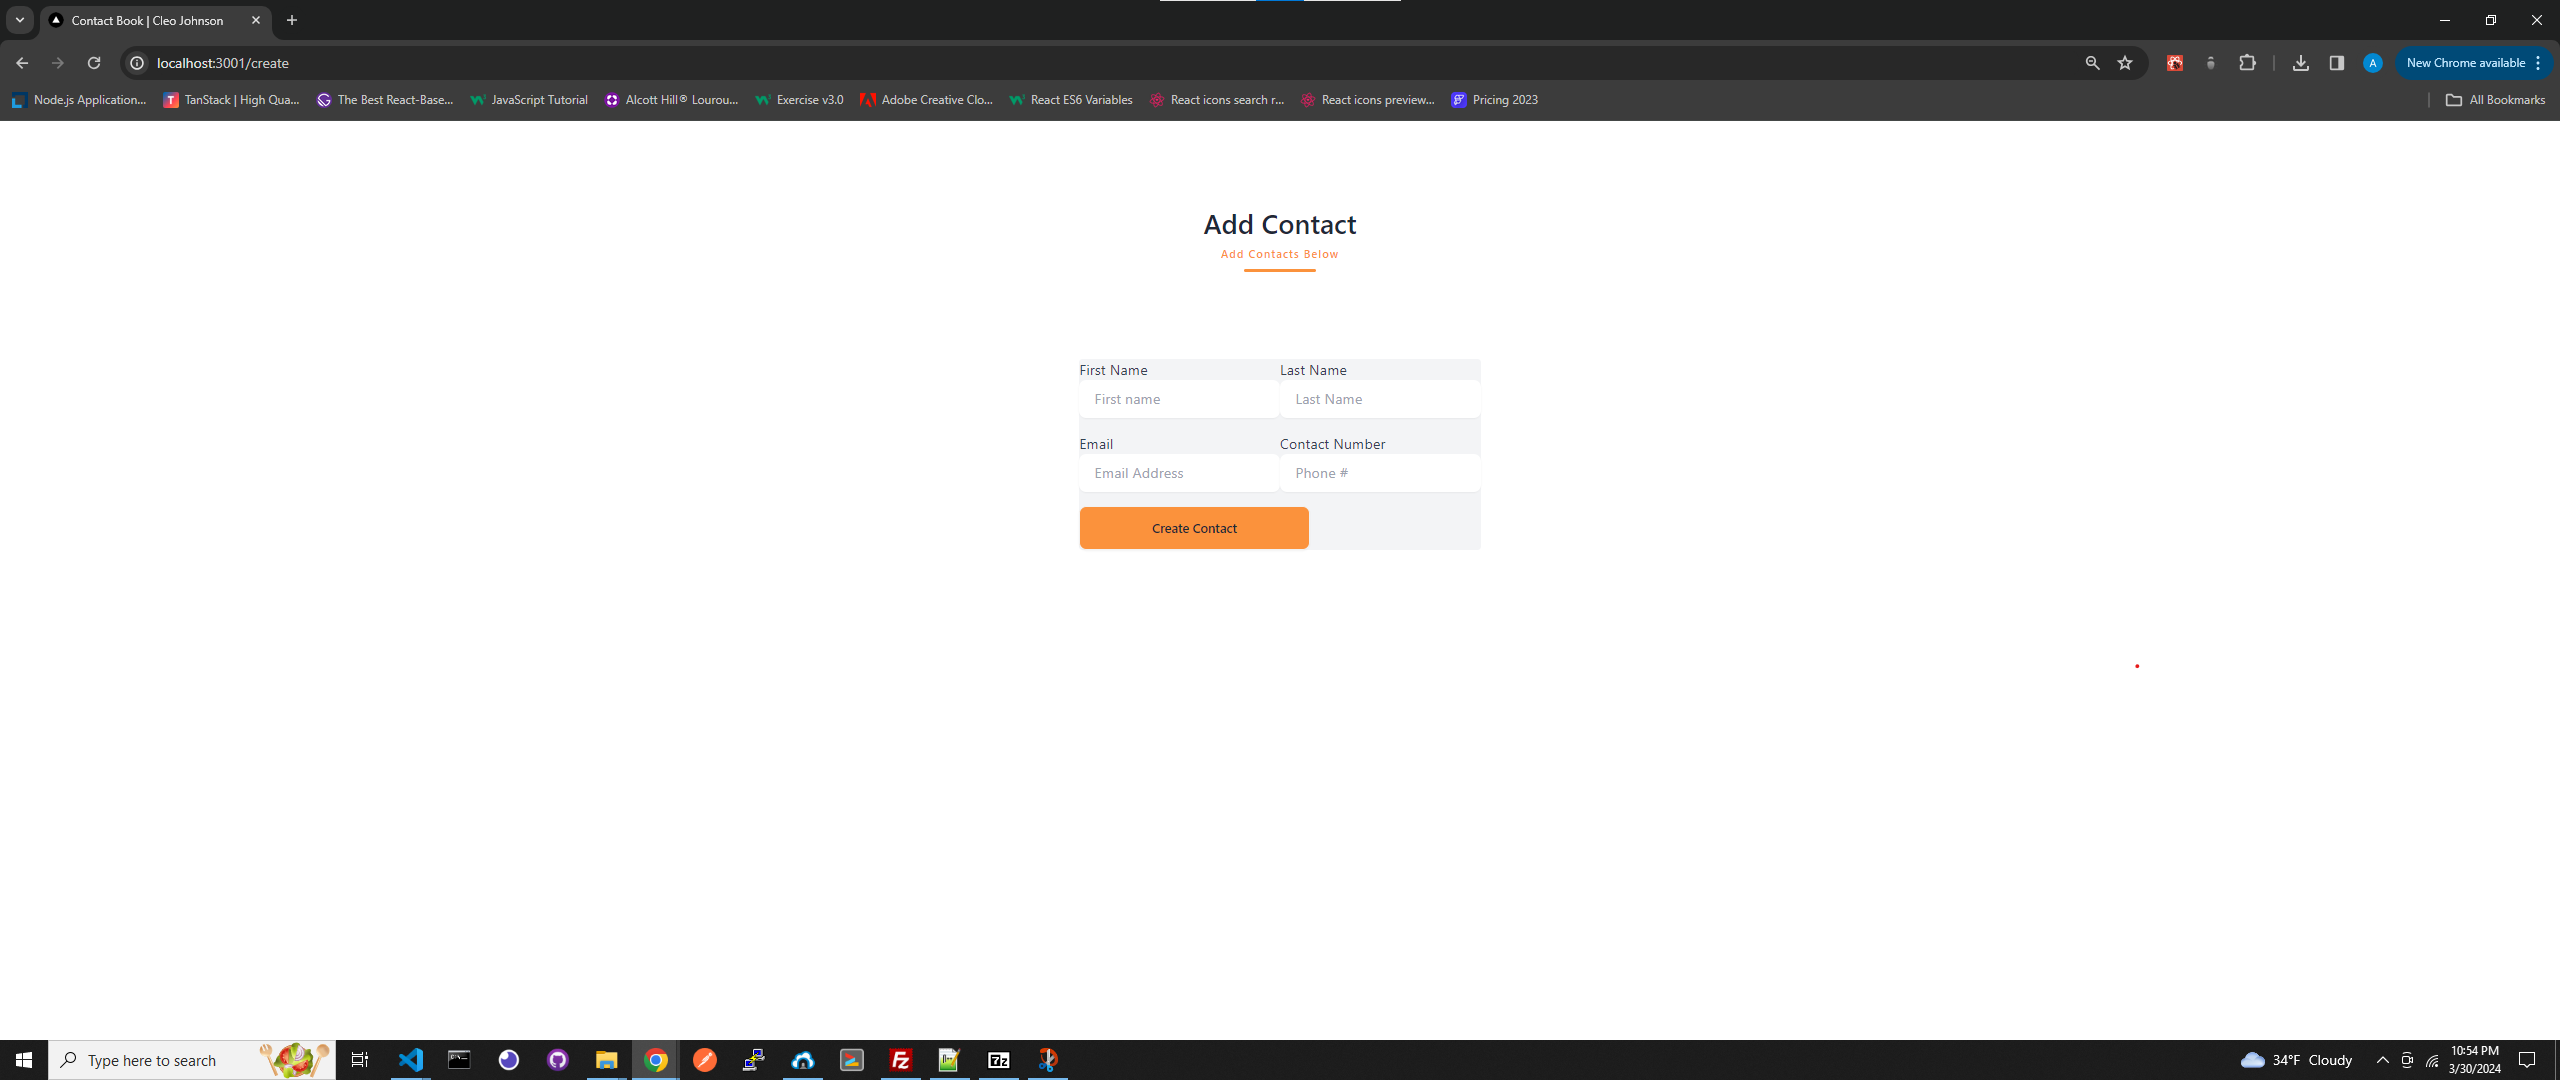 Contact Book | Cleo Johnson
localhost:3001/create
New Chrome available
A
Node.js Application...
TanStack | High Qua...
The Best React-Base...
JavaScript Tutorial
Alcott Hill® Lourou...
Exercise v3.0
Adobe Creative Clo...
React ES6 Variables
React icons search r...
React icons preview...
Pricing 2023
All Bookmarks
Add Contact
Add Contacts Below
First Name
Last Name
First name
Last Name
Email
Contact Number
Email Address
Phone #
Create Contact
Type here to search
34°F Cloudy
10:54 PM
3/30/2024